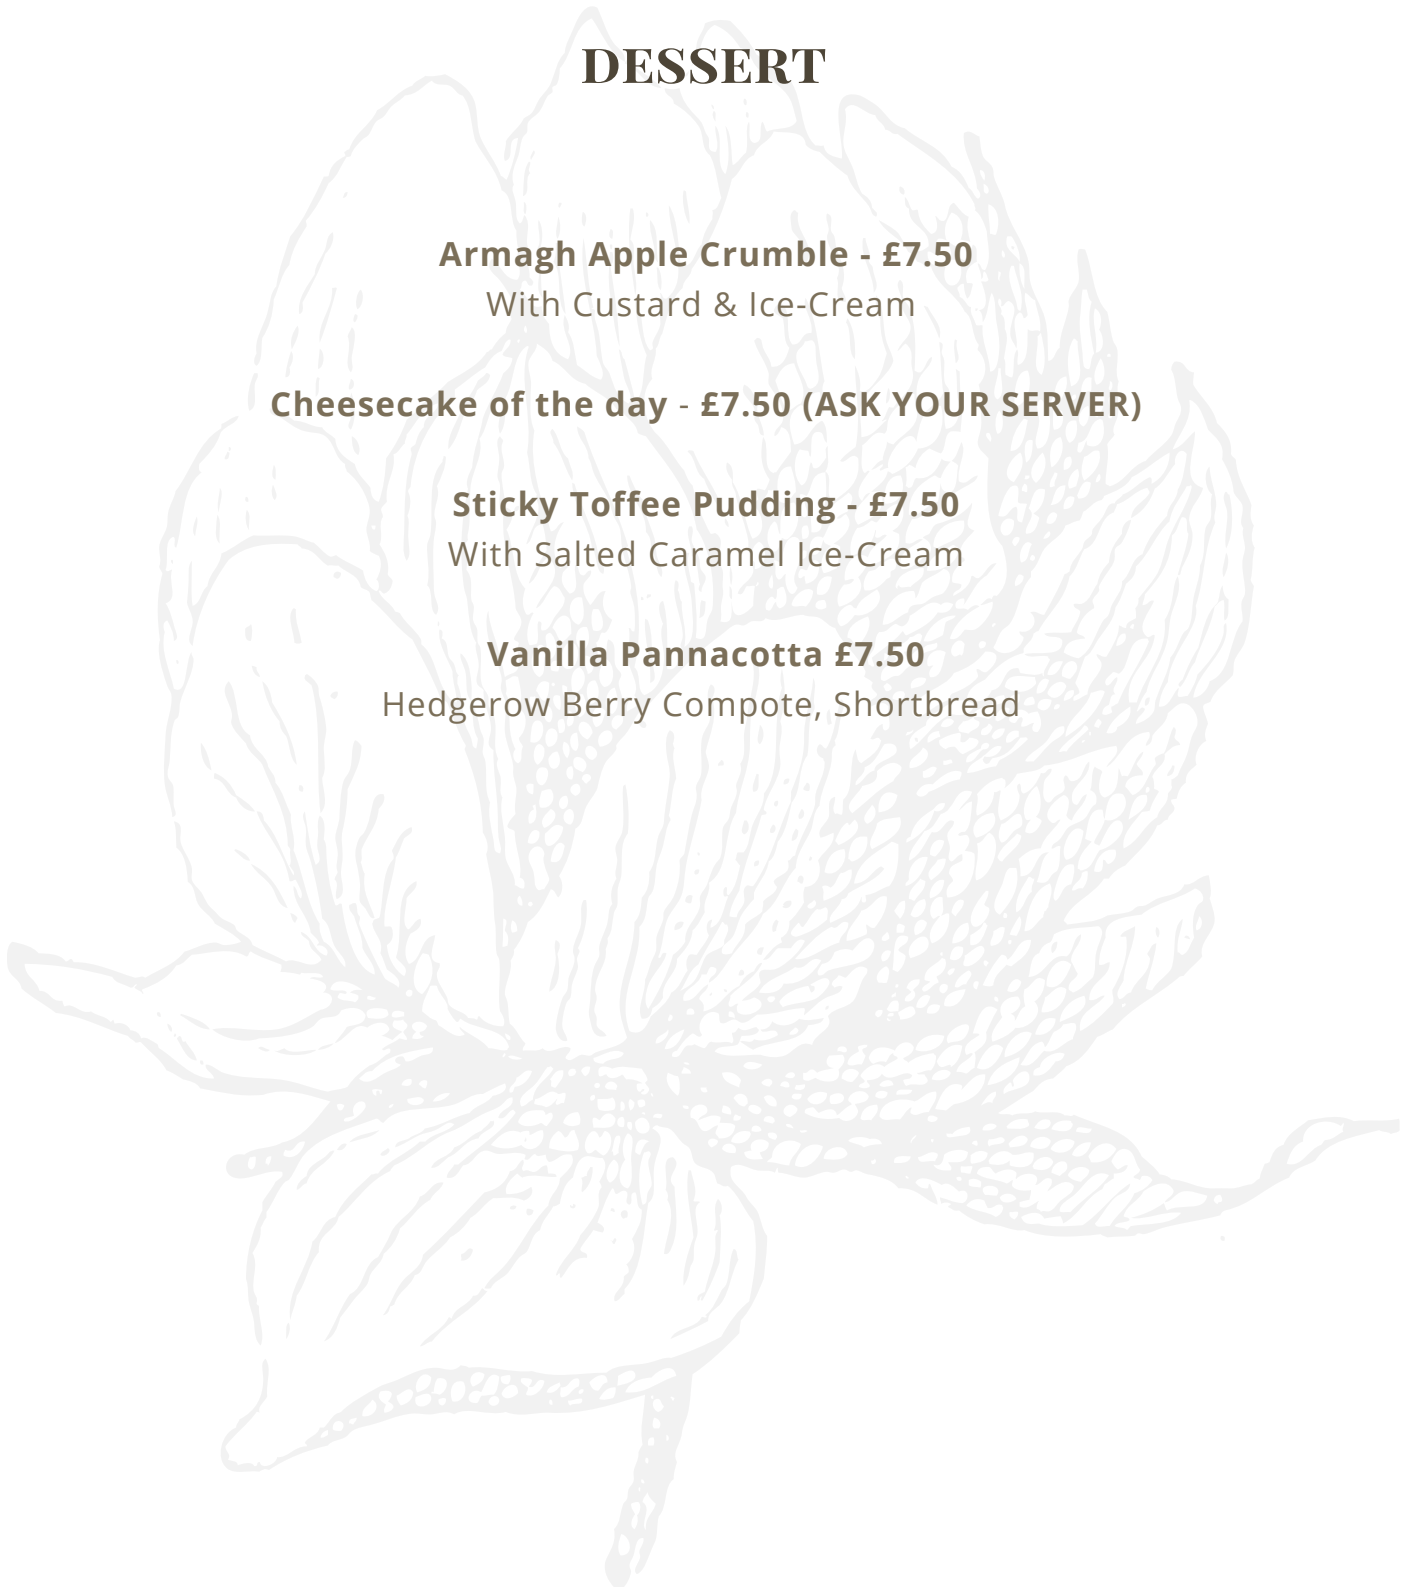 DESSERT
Armagh Apple Crumble - £7.50
With Custard & Ice-Cream
Cheesecake of the day - £7.50 (ASK YOUR SERVER)
Sticky Toffee Pudding - £7.50
With Salted Caramel Ice-Cream
Vanilla Pannacotta £7.50
Hedgerow Berry Compote, Shortbread